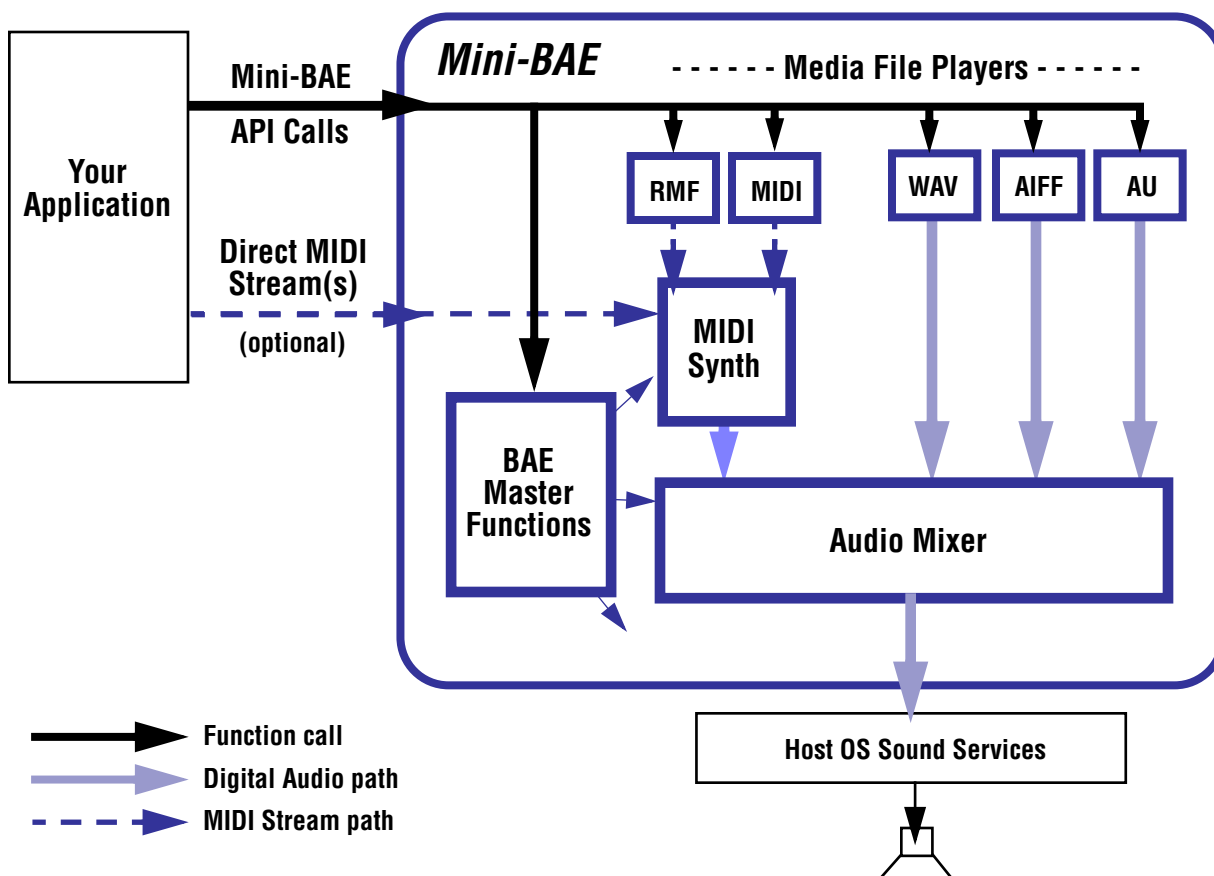 Mini-BAE
- - - - - - Media File Players - - - - - -
Mini-BAE
API Calls
Your
Application
RMF
MIDI
WAV
AIFF
AU
Direct MIDI
Stream(s)
(optional)
MIDI
Synth
BAE
Master
Functions
Audio Mixer
Function call
Digital Audio path
MIDI Stream path
Host OS Sound Services